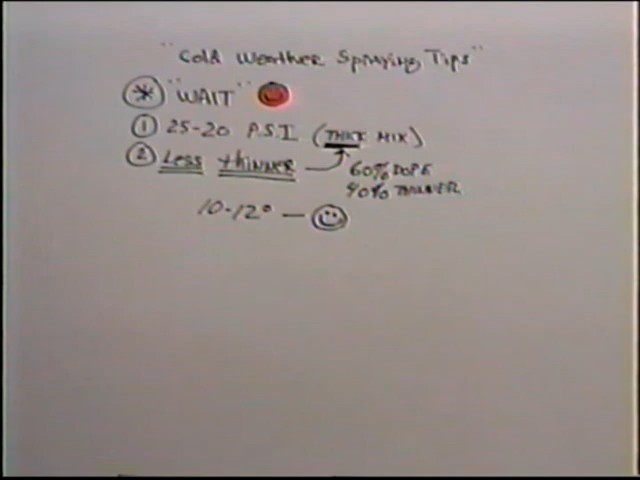 "Cold Weather Spraying Tips"
* "WAIT"
1 25-20 P.S.I (THICK MIX)
2 Less thinner
60% DOPE
40% THINNER
10-12°